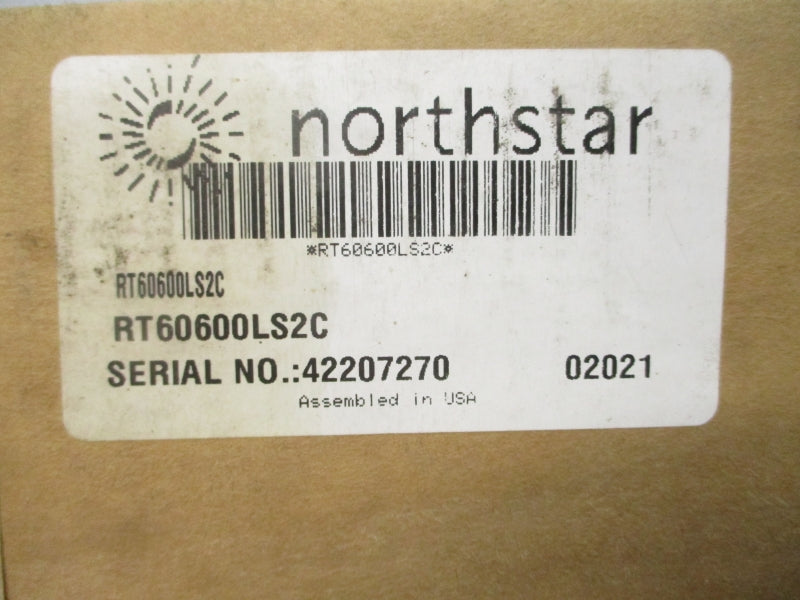 northstar
*RT60600LS2C*
RT60600LS2C
RT60600LS2C
SERIAL NO.:42207270 02021
Assembled in USA